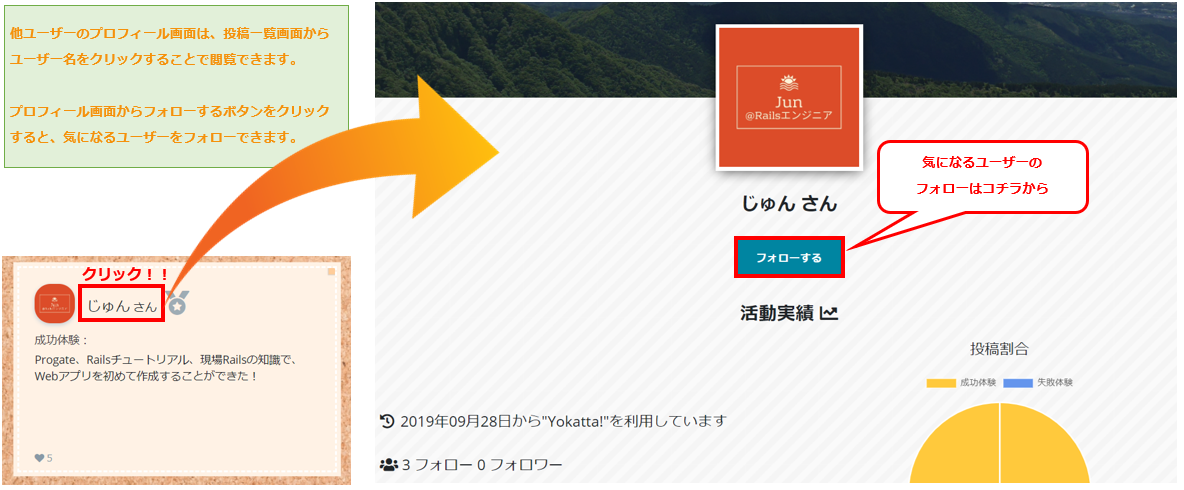 他ユーザーのプロフィール画面は、投稿一覧画面から
ユーザー名をクリックすることで閲覧できます。
プロフィール画面からフォローするボタンをクリック
すると、気になるユーザーをフォローできます。
クリック！！
じゅん さん
成功体験：
Progate、Railsチュートリアル、現場Railsの知識で、
Webアプリを初めて作成することができた！
5
Jun
@Railsエンジニア
じゅん さん
気になるユーザーの
フォローはコチラから
フォローする
活動実績
投稿割合
成功体験 失敗体験
2019年09月28日から"Yokatta!"を利用しています
3 フォロー 0 フォロワー